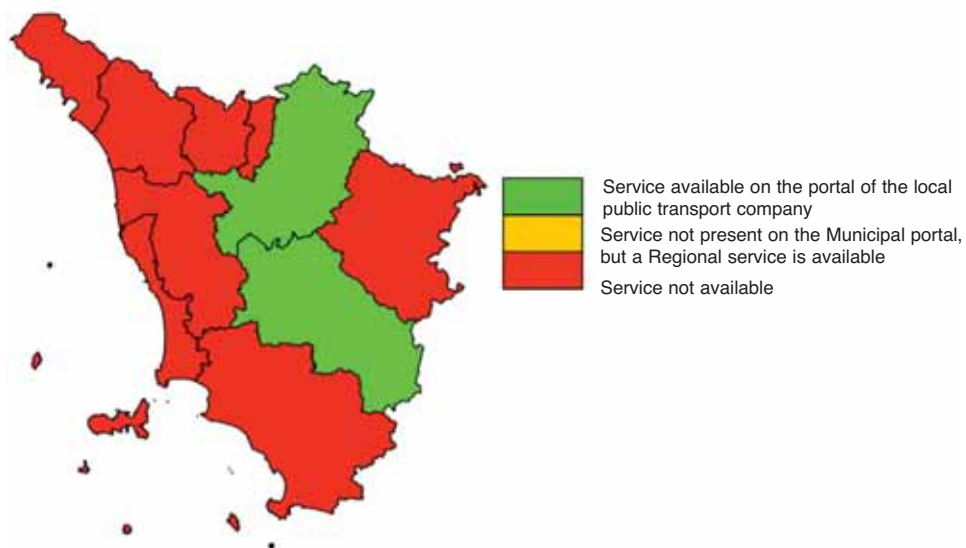 Service available on the portal of the local
public transport company
Service not present on the Municipal portal,
but a Regional service is available
Service not available